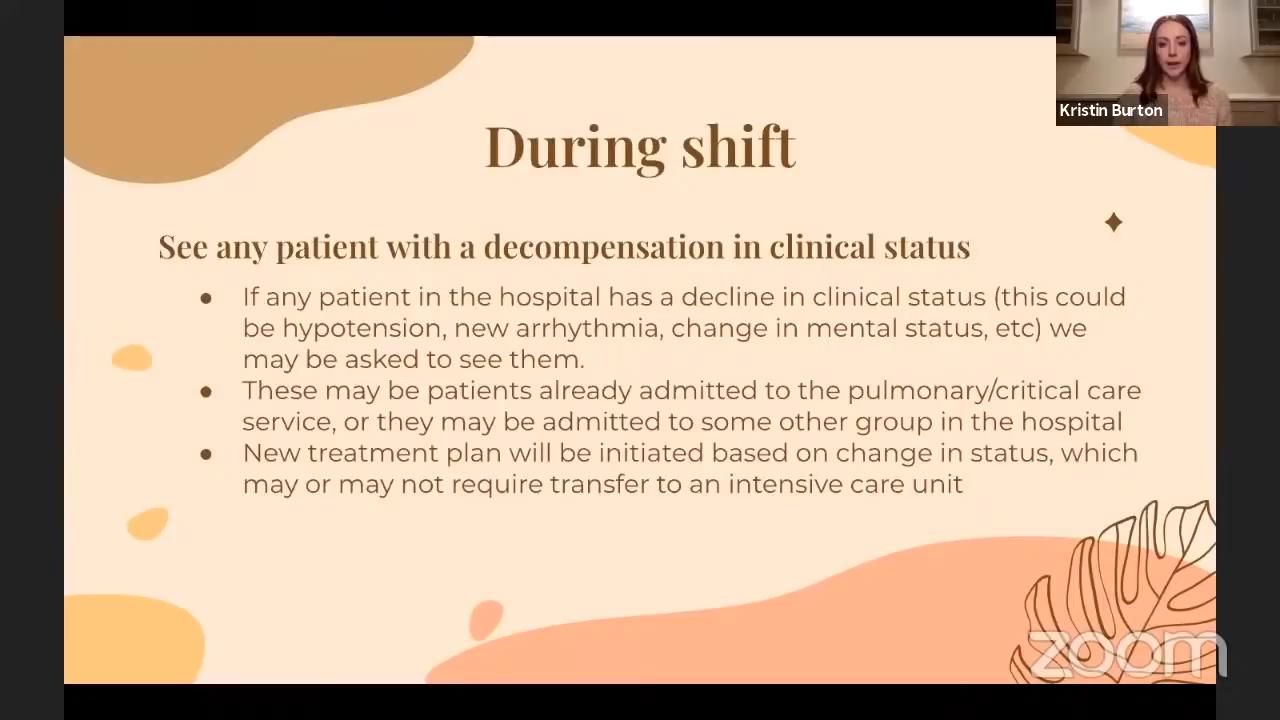 Kristin Burton
During shift
See any patient with a decompensation in clinical status
● If any patient in the hospital has a decline in clinical status (this could
be hypotension, new arrhythmia, change in mental status, etc) we
may be asked to see them.
● These may be patients already admitted to the pulmonary/critical care
service, or they may be admitted to some other group in the hospital
● New treatment plan will be initiated based on change in status, which
may or may not require transfer to an intensive care unit
zoom